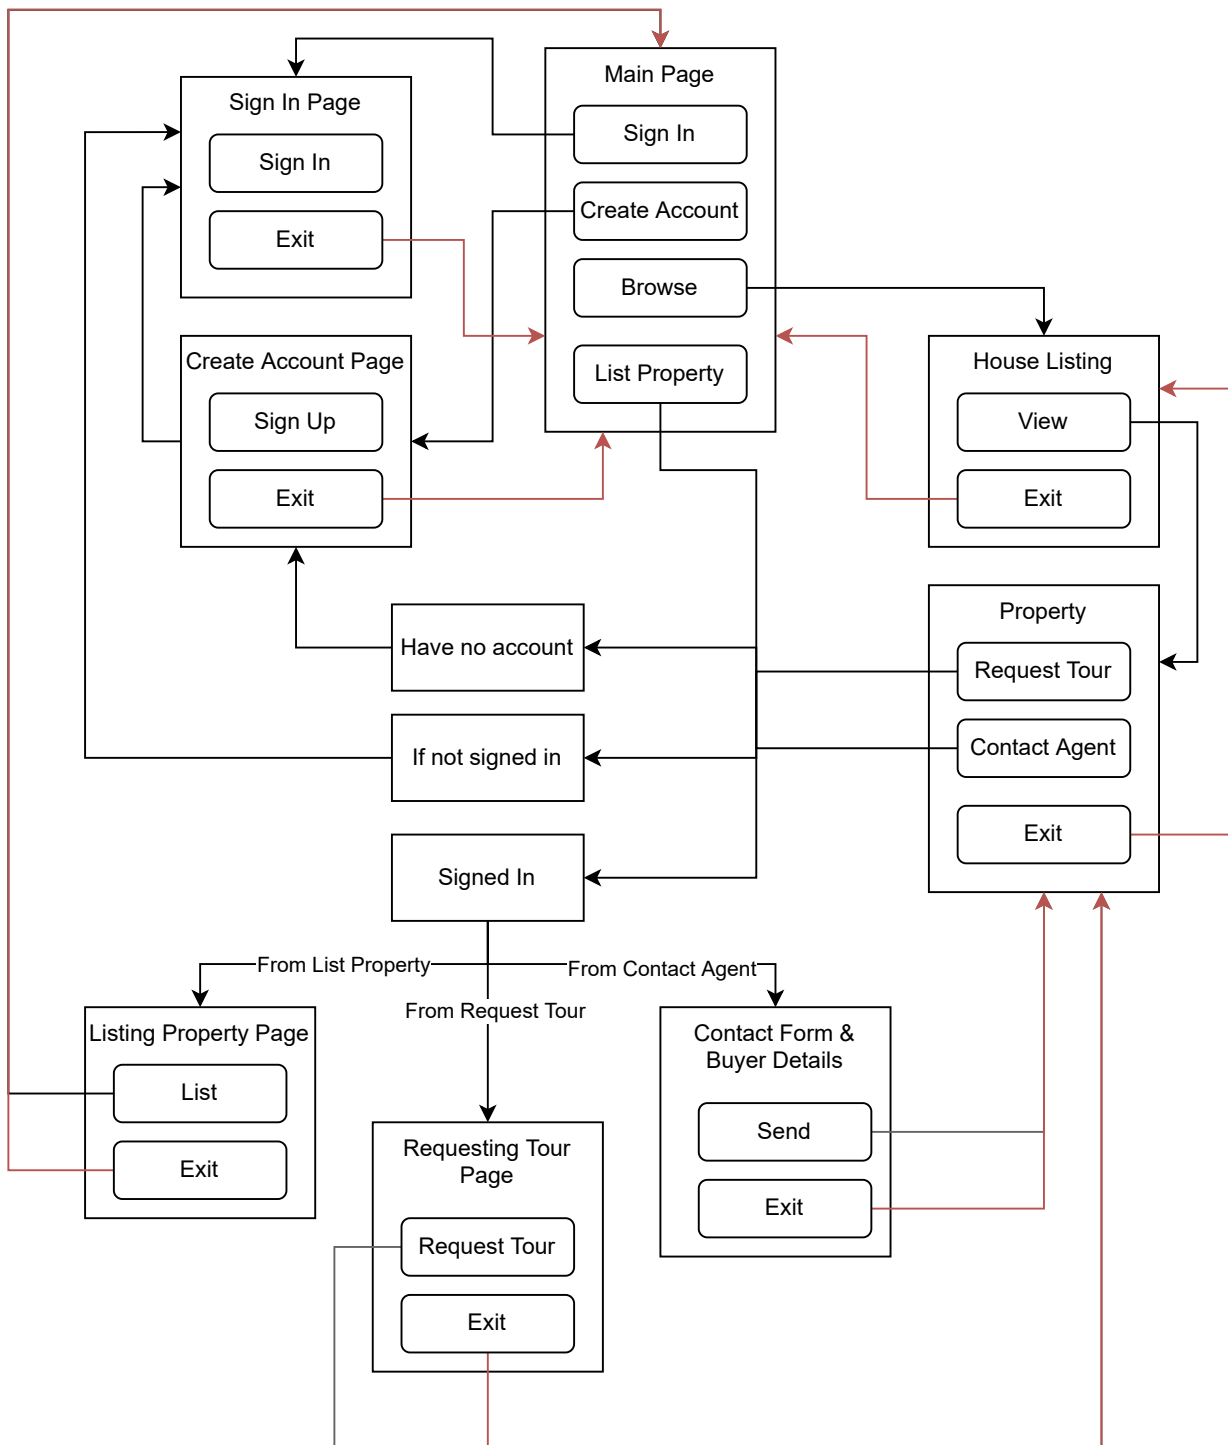 Main Page
Sign In
Create Account
Browse
List Property
Sign In Page
Sign In
Exit
Create Account Page
Sign Up
Exit
House Listing
View
Exit
Property
Request Tour
Contact Agent
Exit
Have no account
If not signed in
Signed In
From List Property
From Contact Agent
From Request Tour
Listing Property Page
List
Exit
Requesting Tour
Page
Request Tour
Exit
Contact Form &
Buyer Details
Send
Exit